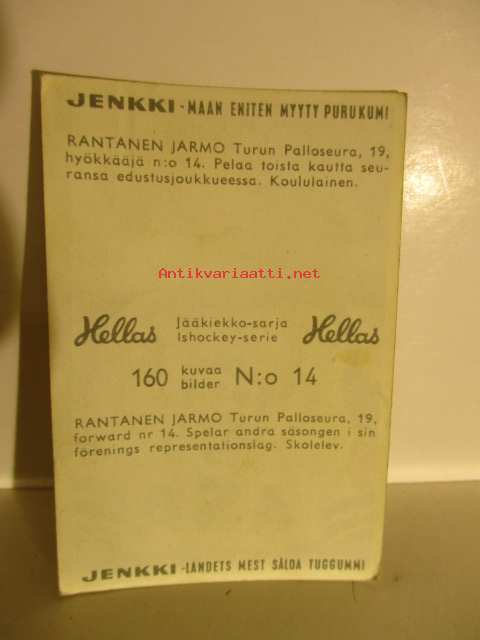 JENKKI - MAAN ENITEN MYYTY PURUKUMI
RANTANEN JARMO Turun Palloseura, 19,
hyökkääjä n:o 14. Pelaa toista kautta seu-
ransa edustusjoukkueessa. Koululainen.
Antikvariaatti.net
Hellas Jääkiekko-sarja Hellas
Ishockey-serie
160 kuvaa N:o 14
bilder
RANTANEN JARMO Turun Palloseura, 19,
forward nr 14. Spelar andra säsongen i sin
förenings representationslag. Skolelev.
JENKKI - LANDETS MEST SÅLDA TUGGUMMI